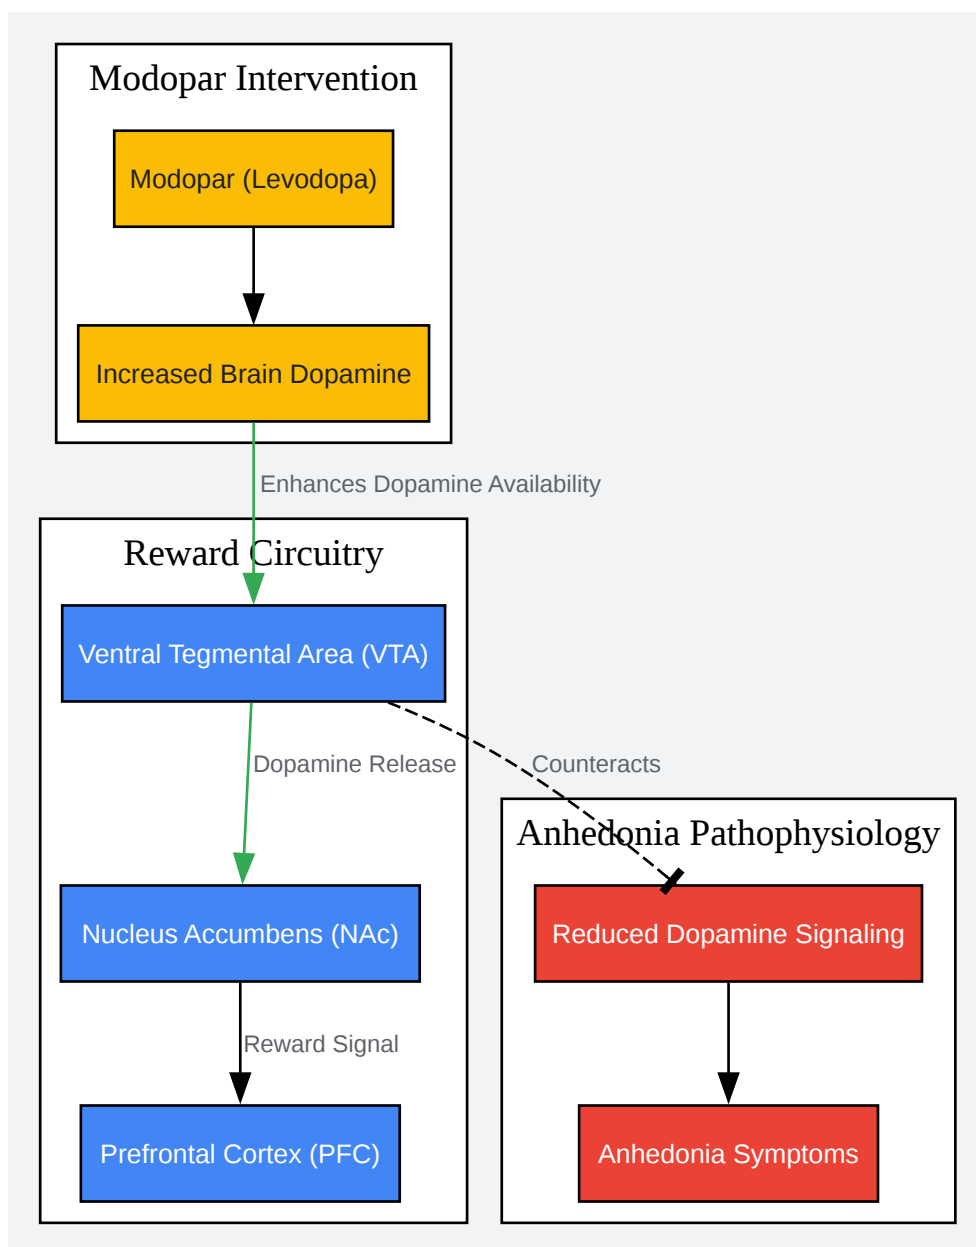 Modopar Intervention
Modopar (Levodopa)
Increased Brain Dopamine
Enhances Dopamine Availability
Reward Circuitry
Ventral Tegmental Area (VTA)
Dopamine Release
Counteracts
Anhedonia Pathophysiology
Nucleus Accumbens (NAc)
Reduced Dopamine Signaling
Reward Signal
Prefrontal Cortex (PFC)
Anhedonia Symptoms